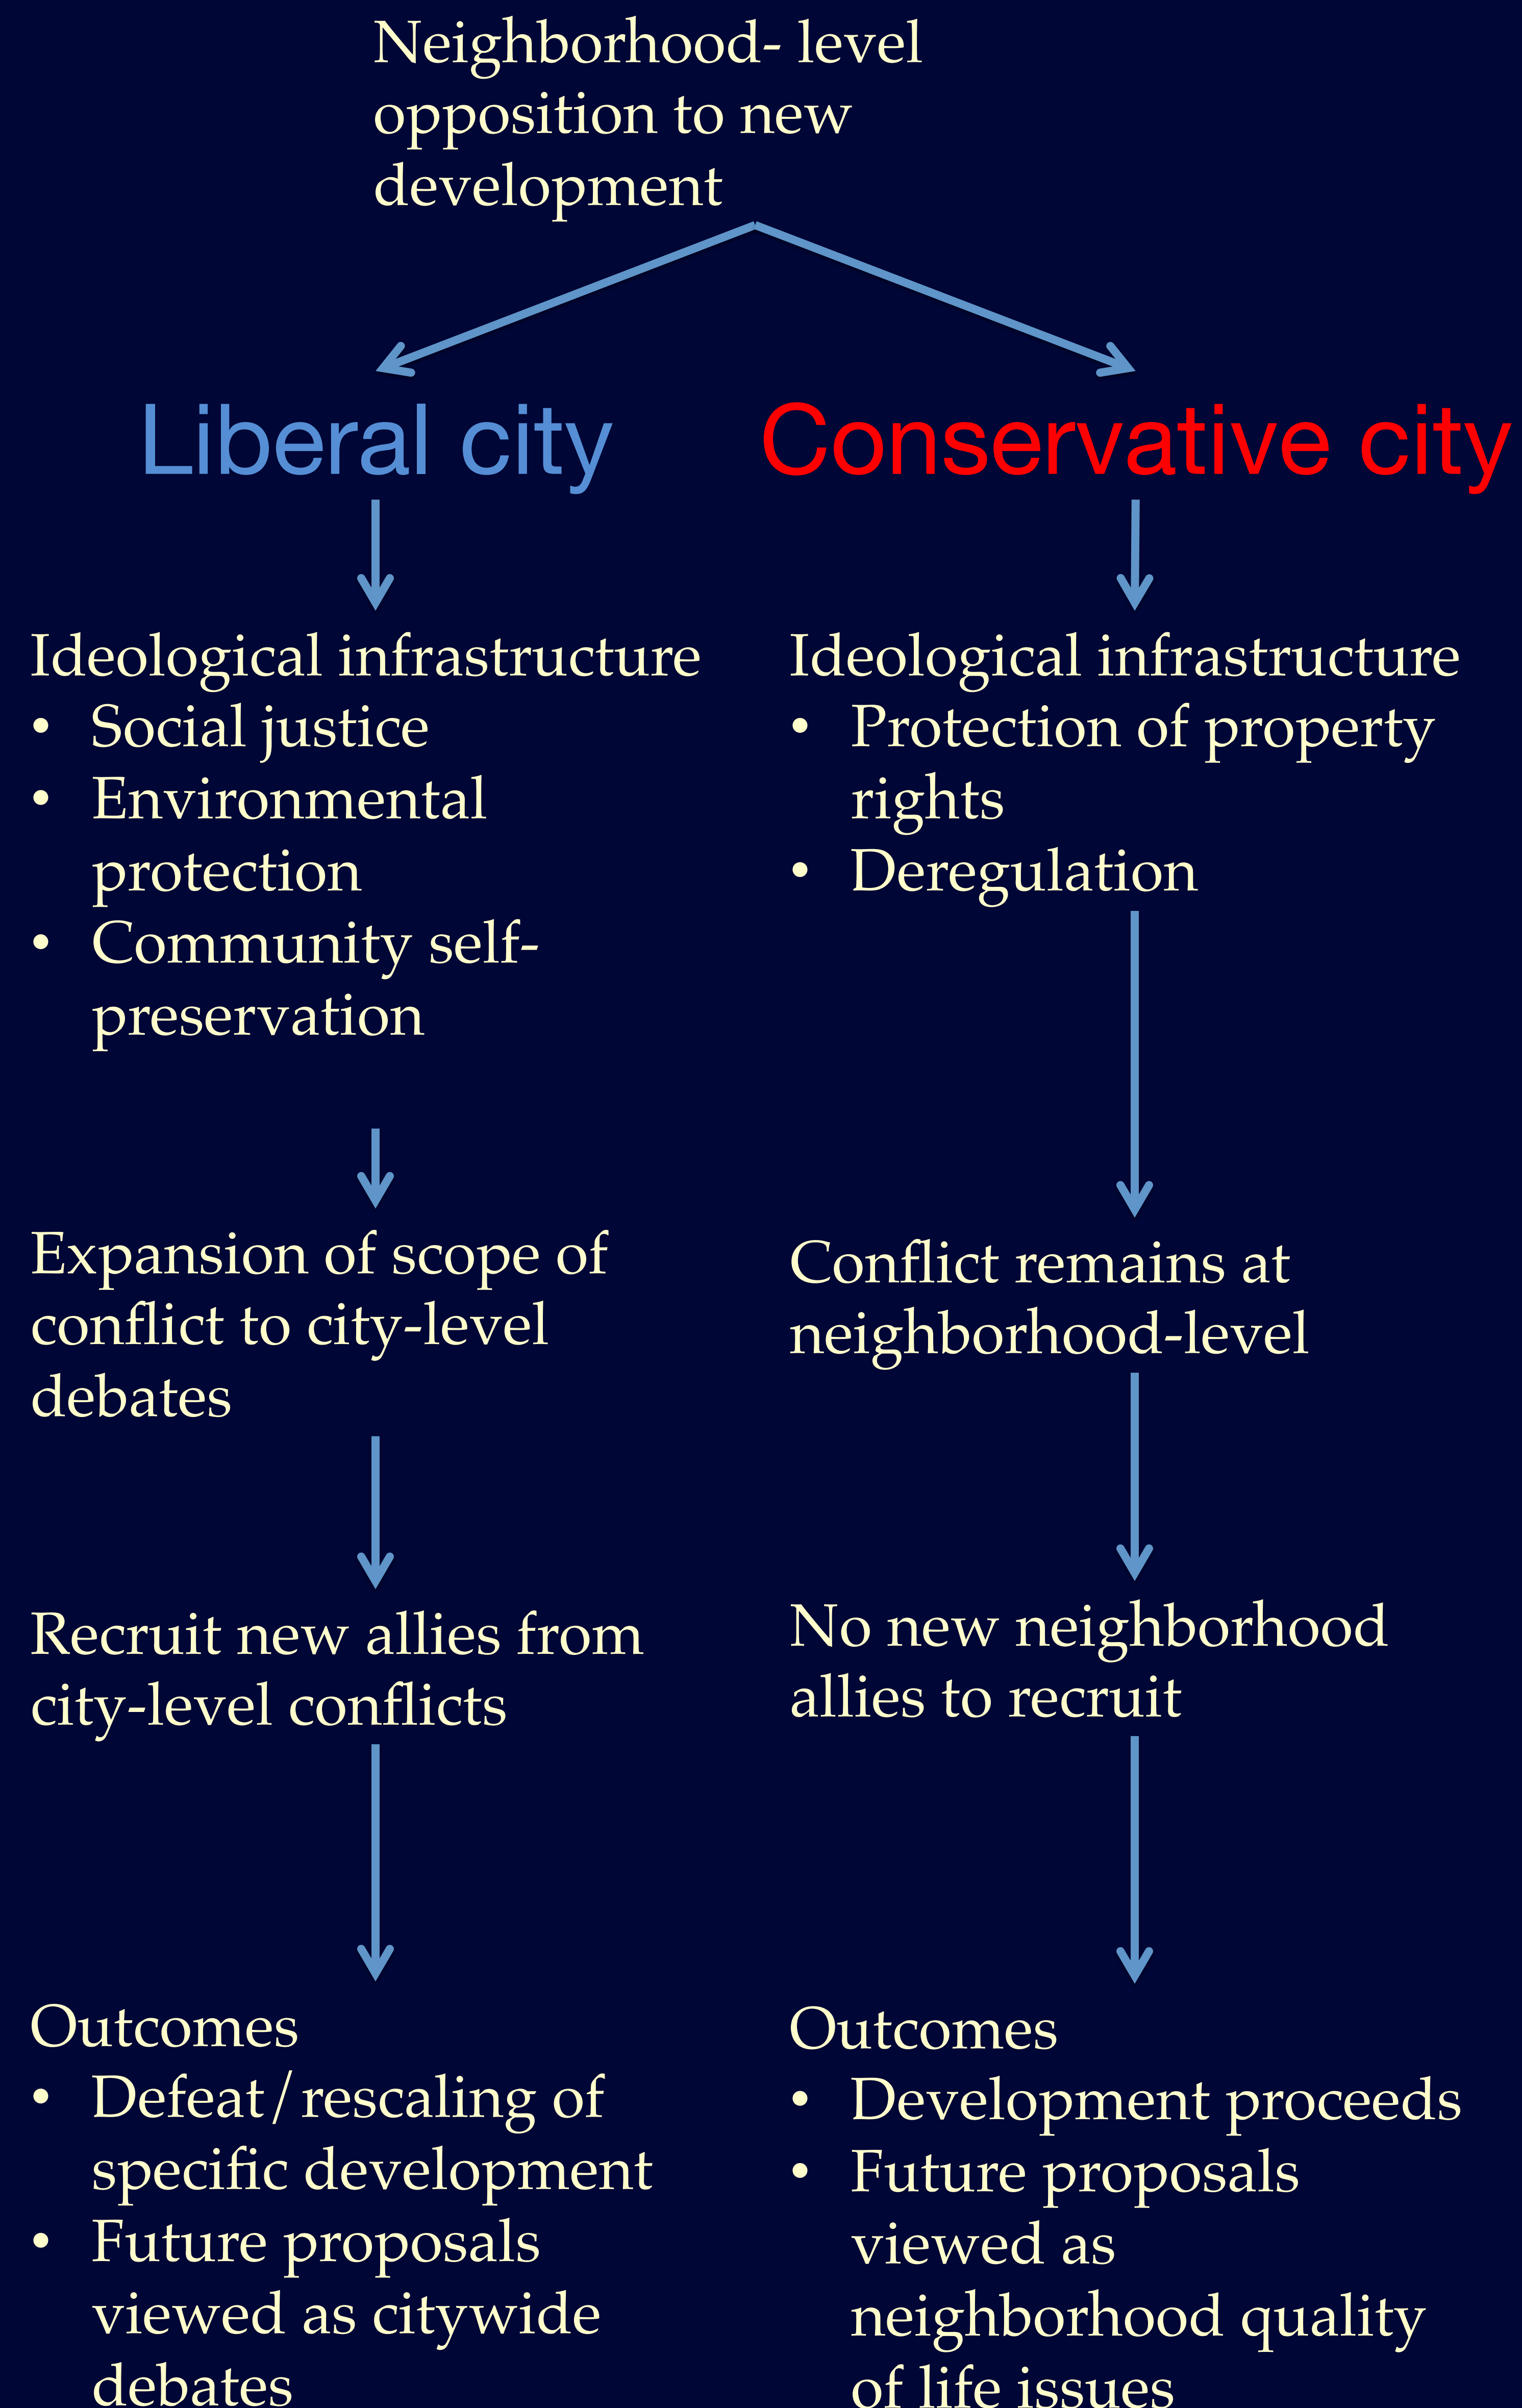 Neighborhood- level
opposition to new
development
Liberal city
Conservative city
Ideological infrastructure
• Social justice
• Environmental
protection
• Community self-
preservation
Expansion of scope of
conflict to city-level
debates
Recruit new allies from
city-level conflicts
Outcomes
• Defeat/rescaling of
specific development
• Future proposals
viewed as citywide
debates
Ideological infrastructure
• Protection of property
rights
• Deregulation
Conflict remains at
neighborhood-level
No new neighborhood
allies to recruit
Outcomes
• Development proceeds
• Future proposals
viewed as
neighborhood quality
of life issues